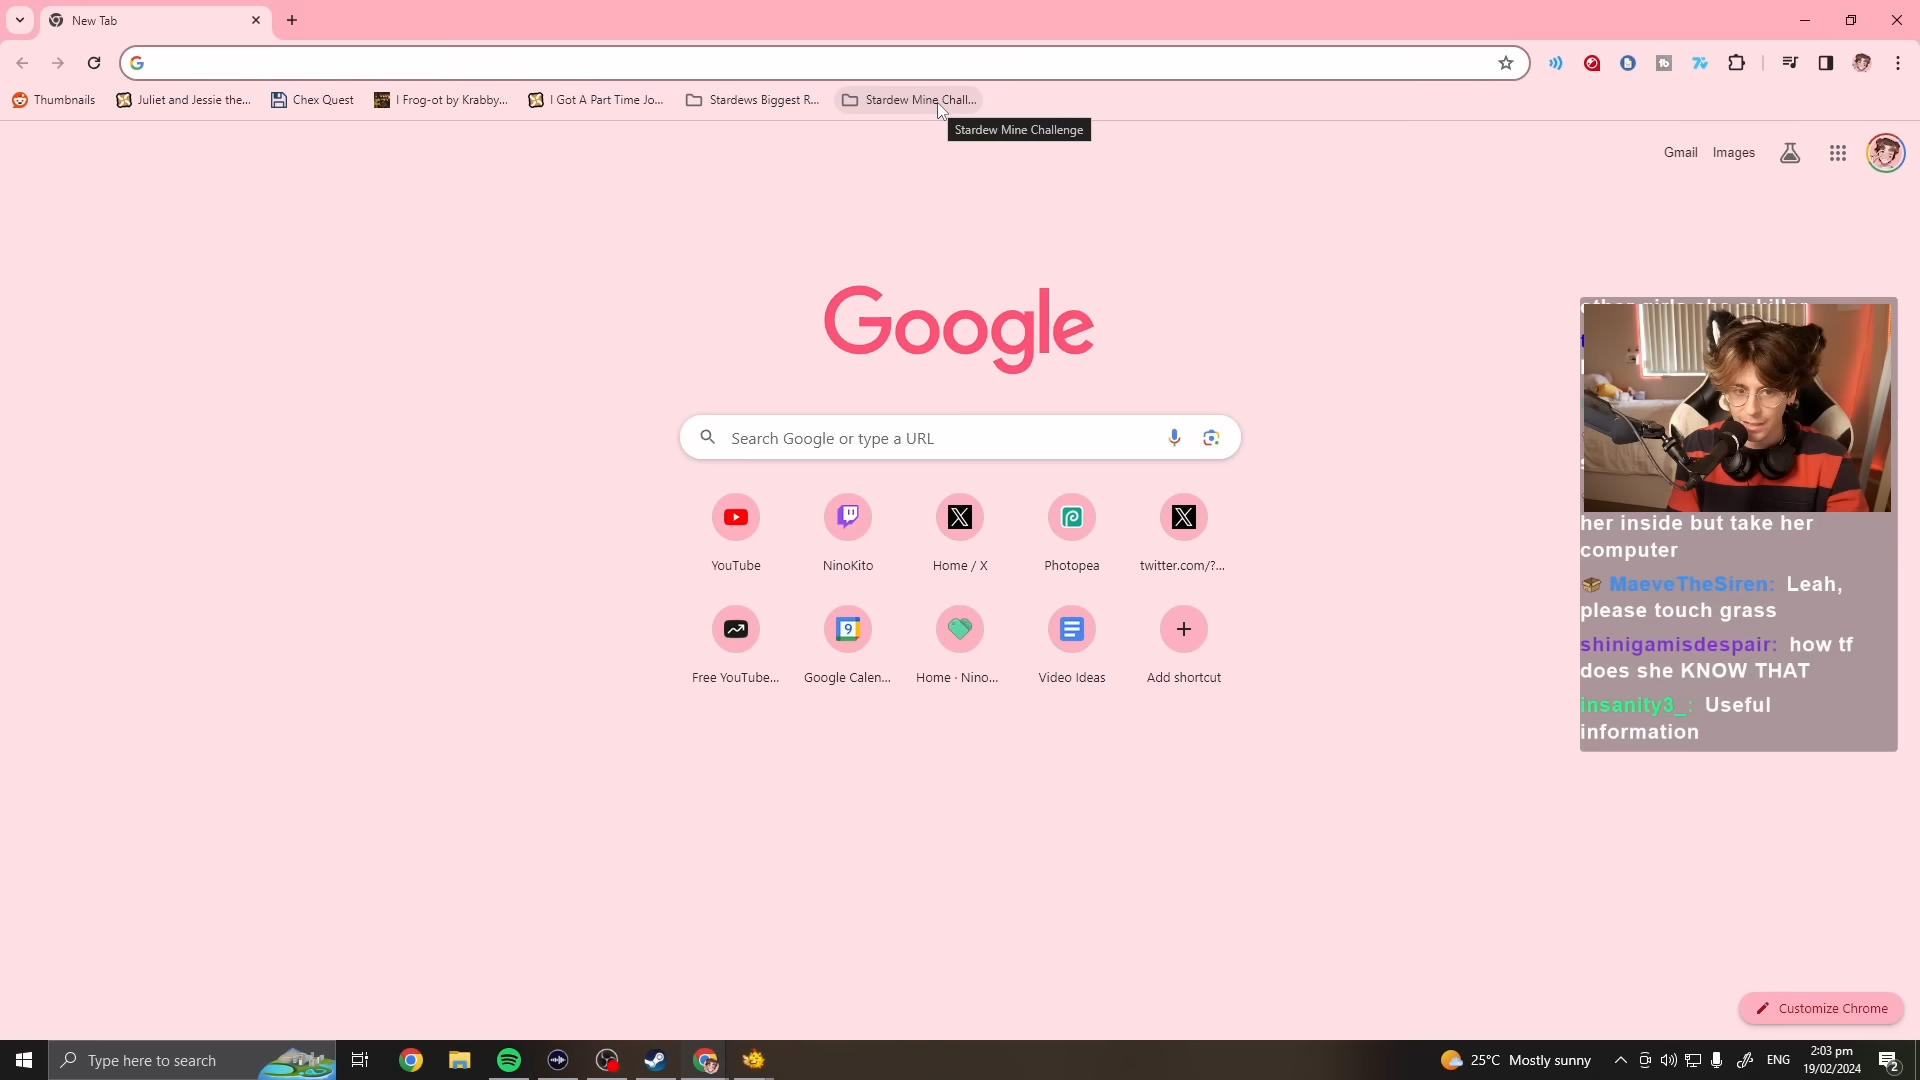 New Tab
Thumbnails
Juliet and Jessie the...
Chex Quest
I Frog-ot by Krabby...
I Got A Part Time Jo...
Stardews Biggest R...
Stardew Mine Chall...
Stardew Mine Challenge
Gmail
Images
Google
Search Google or type a URL
YouTube
NinoKito
Home / X
Photopea
twitter.com/?...
Free YouTube...
Google Calen...
Home · Nino...
Video Ideas
Add shortcut
her inside but take her
computer
MaeveTheSiren: Leah,
please touch grass
shinigamisdespair: how tf
does she KNOW THAT
insanity3_: Useful
information
Customize Chrome
Type here to search
25°C Mostly sunny
ENG
2:03 pm
19/02/2024
2